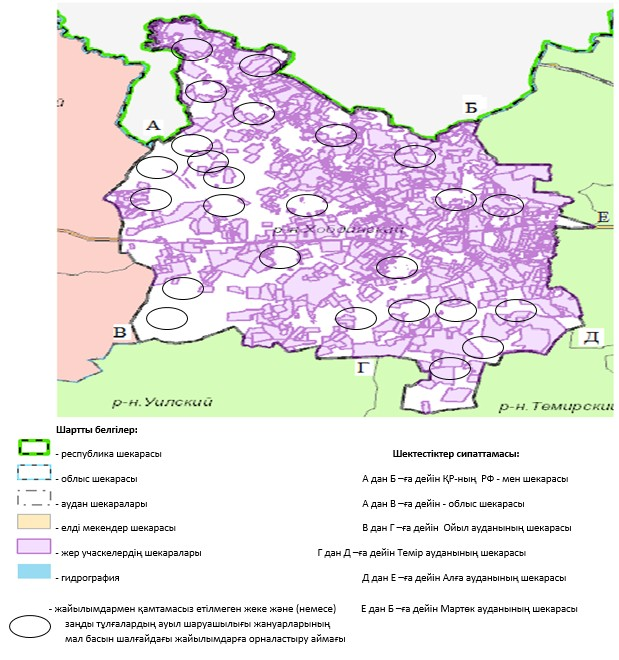 А
Б
р-н Хобдинский
Е
В
Г
Д
р-н. Уилский
р-н. Темирский
Шартты белгілер:
- республика шекарасы
Шектестіктер сипаттамасы:
- облыс шекарасы
А дан Б –ға дейін ҚР-ның РФ - мен шекарасы
- аудан шекаралары
А дан В –ға дейін - облыс шекарасы
- елді мекендер шекарасы
В дан Г –ға дейін Ойыл ауданының шекарасы
- жер учаскелердің шекаралары
Г дан Д –ға дейін Темір ауданының шекарасы
- гидрография
Д дан Е –ға дейін Алға ауданының шекарасы
- жайылымдармен қамтамасыз етілмеген жеке және (немесе)
Е дан Б –ға дейін Мартөк ауданының шекарасы
заңды тұлғалардың ауыл шаруашылығы жануарларының
мал басын шалғайдағы жайылымдарға орналастыру аймағы